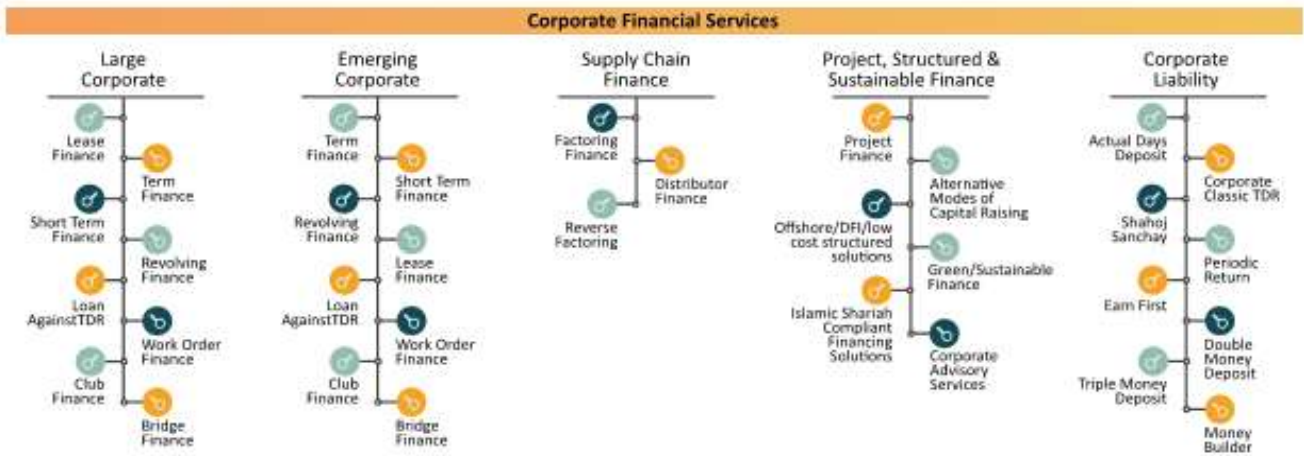 Corporate Financial Services
Large
Corporate
Lease
Finance
Term
Finance
Short Term
Finance
Revolving
Finance
Loan
AgainstTDR
Work Order
Finance
Club
Finance
Bridge
Finance
Emerging
Corporate
Term
Finance
Short Term
Finance
Revolving
Finance
Lease
Finance
Loan
AgainstTDR
Work Order
Finance
Club
Finance
Bridge
Finance
Supply Chain
Finance
Factoring
Finance
Distributor
Finance
Reverse
Factoring
Project, Structured &
Sustainable Finance
Project
Finance
Alternative
Modes of
Capital Raising
Offshore/DFI/low
cost structured
solutions
Green/Sustainable
Finance
Islamic Shariah
Compliant
Financing
Solutions
Corporate
Advisory
Services
Corporate
Liability
Actual Days
Deposit
Corporate
Classic TDR
Shahoj
Sanchay
Periodic
Return
Earn First
Double
Money
Deposit
Triple Money
Deposit
Money
Builder